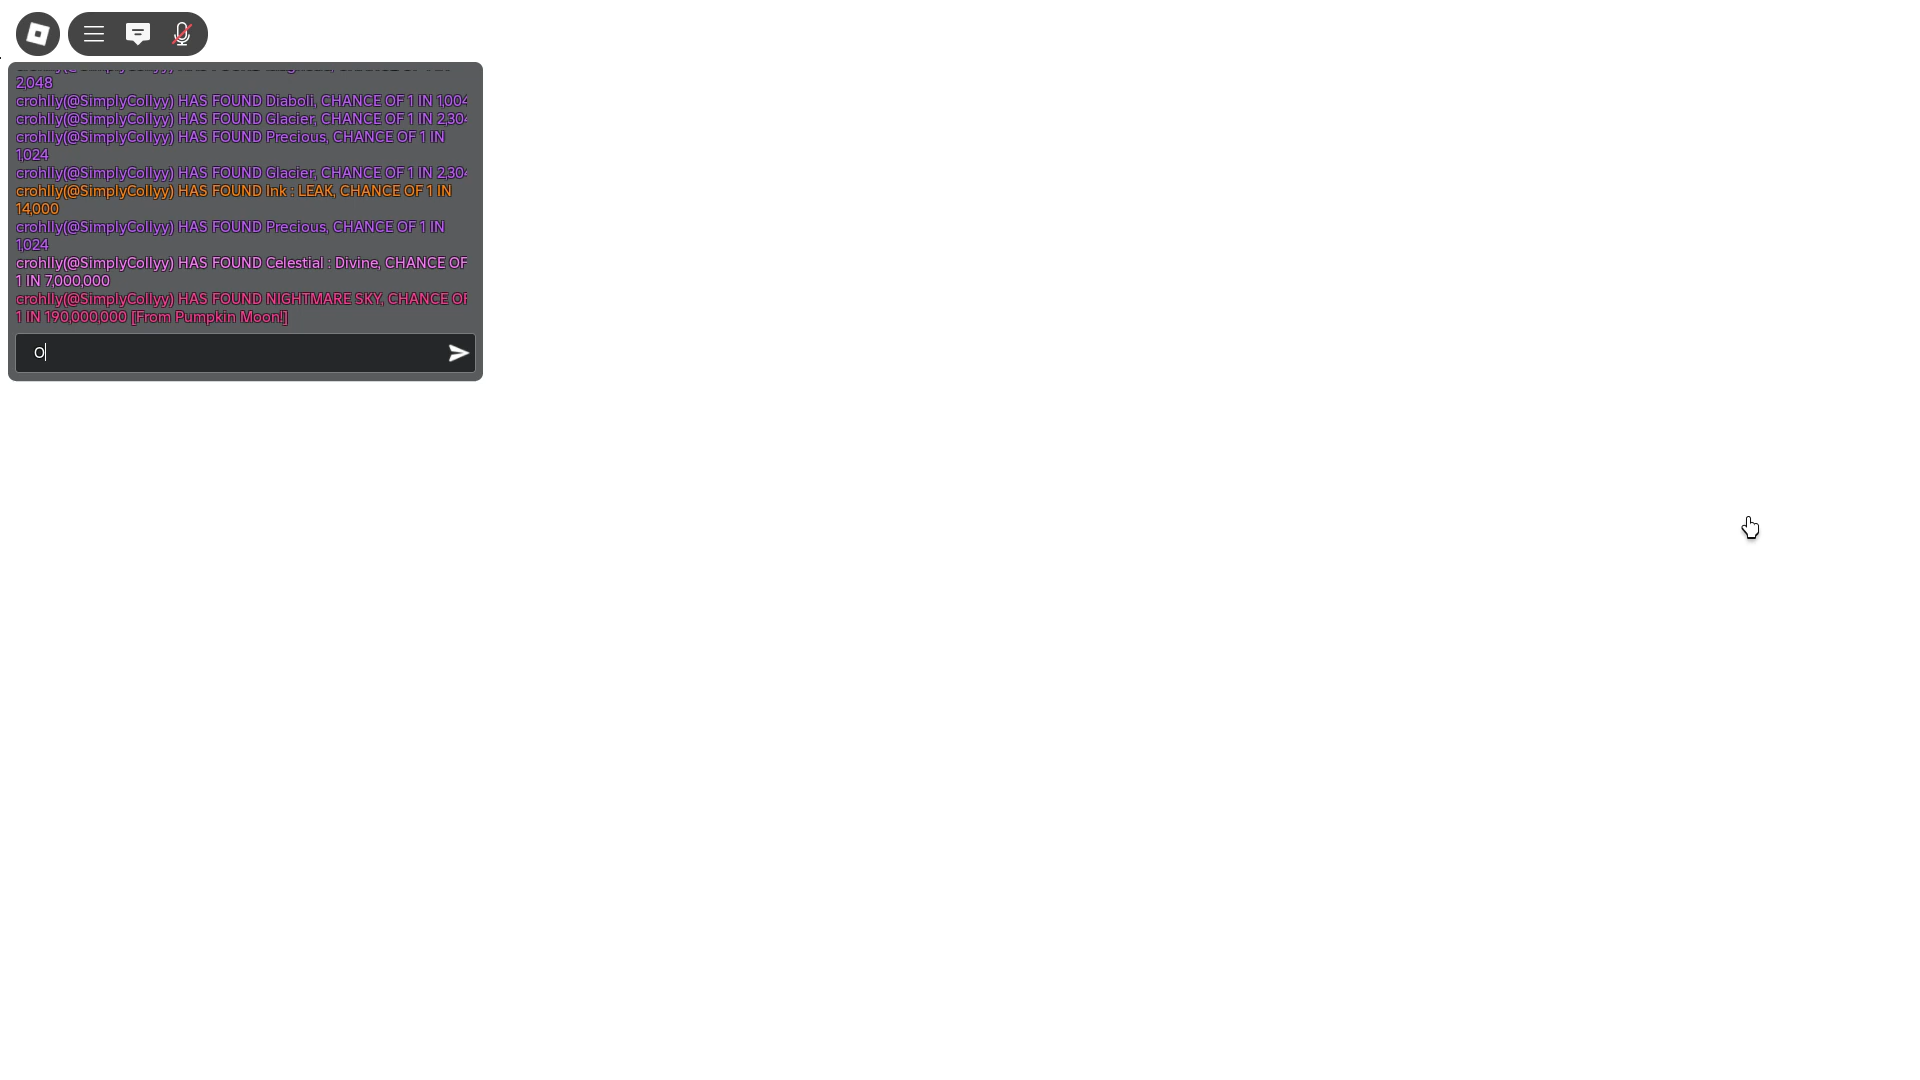 2,048
crohlly(@SimplyCollyy) HAS FOUND Diaboli, CHANCE OF 1 IN 1,004
crohlly(@SimplyCollyy) HAS FOUND Glacier, CHANCE OF 1 IN 2,304
crohlly(@SimplyCollyy) HAS FOUND Precious, CHANCE OF 1 IN
1,024
crohlly(@SimplyCollyy) HAS FOUND Glacier, CHANCE OF 1 IN 2,304
crohlly(@SimplyCollyy) HAS FOUND Ink : LEAK, CHANCE OF 1 IN
14,000
crohlly(@SimplyCollyy) HAS FOUND Precious, CHANCE OF 1 IN
1,024
crohlly(@SimplyCollyy) HAS FOUND Celestial : Divine, CHANCE OF
1 IN 7,000,000
crohlly(@SimplyCollyy) HAS FOUND NIGHTMARE SKY, CHANCE OF
1 IN 190,000,000 [From Pumpkin Moon!]
O